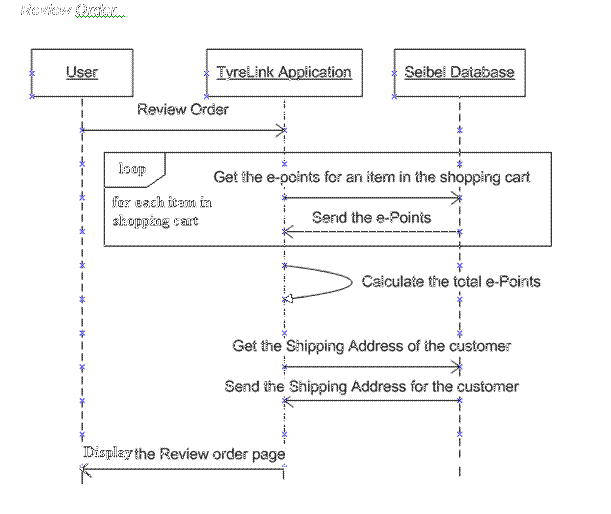 Review Order
User
TyreLink Application
Seibel Database
Review Order
loop
Get the e-points for an item in the shopping cart
for each item in
shopping cart
Send the e-Points
Calculate the total e-Points
Get the Shipping Address of the customer
Send the Shipping Address for the customer
Display the Review order page